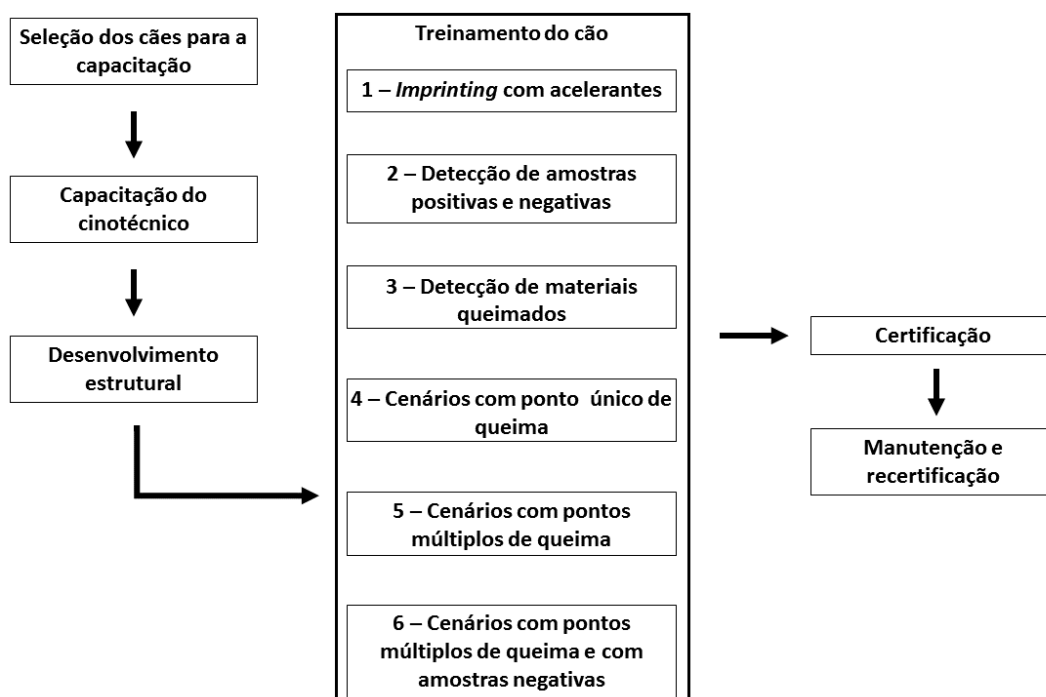 Seleção dos cães para a
capacitação
Capacitação do
cinotécnico
Desenvolvimento
estrutural
Treinamento do cão
1 – Imprinting com acelerantes
2 – Detecção de amostras
positivas e negativas
3 – Detecção de materiais
queimados
4 – Cenários com ponto único de
queima
5 – Cenários com pontos
múltiplos de queima
6 – Cenários com pontos
múltiplos de queima e com
amostras negativas
Certificação
Manutenção e
recertificação